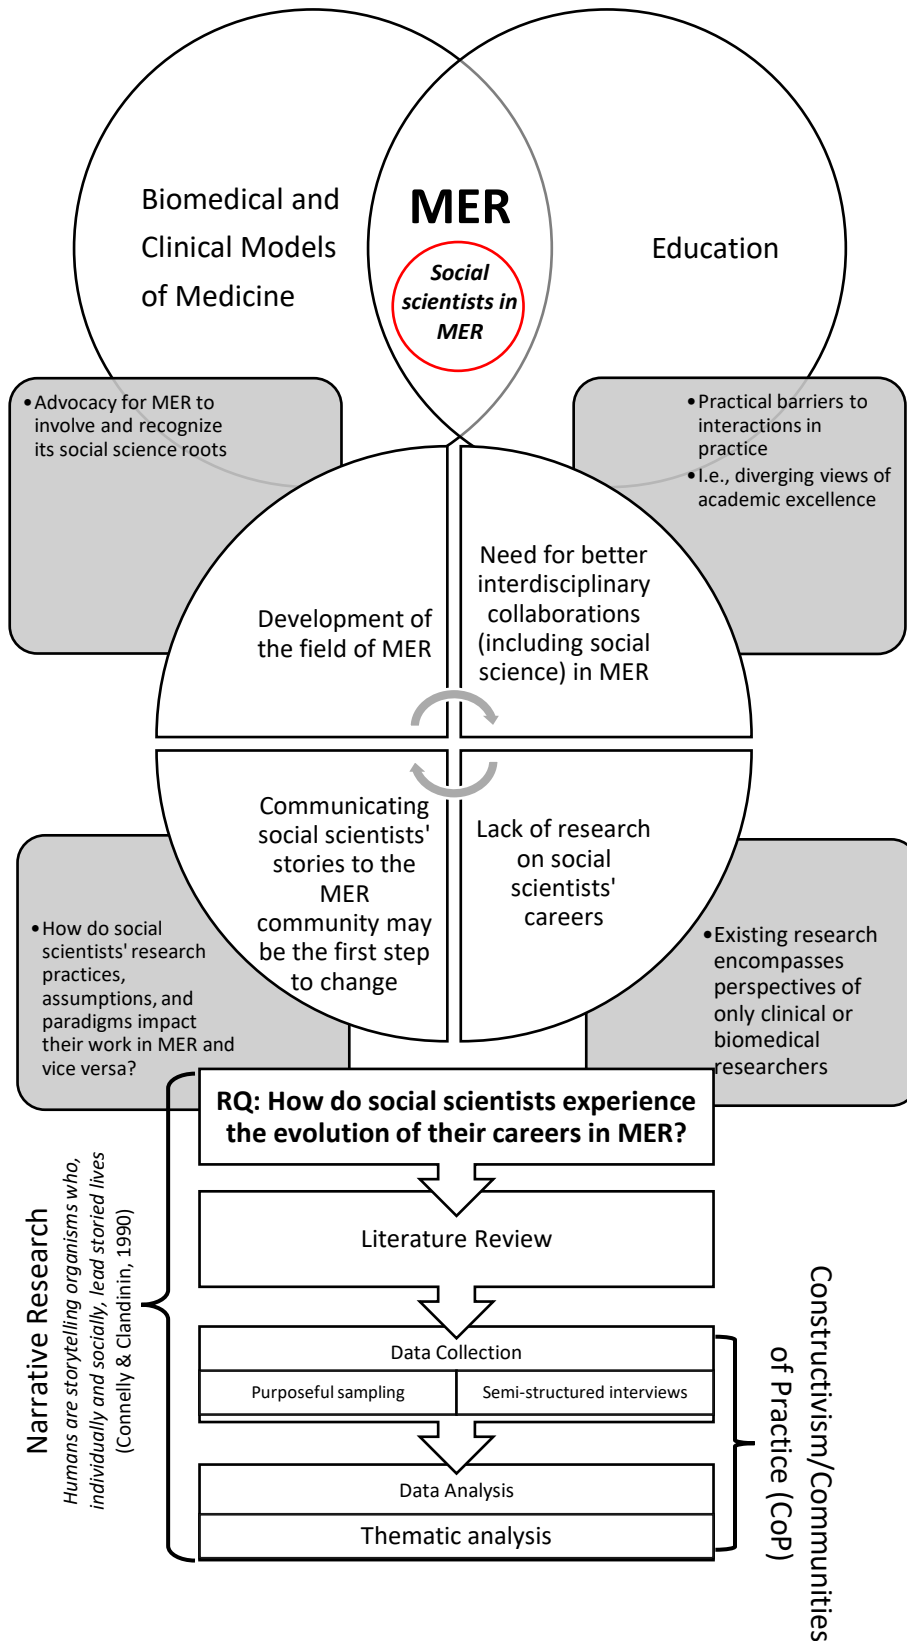 Biomedical and
Clinical Models
of Medicine
MER
Social
scientists in
MER
Education
•Advocacy for MER to
involve and recognize
its social science roots
•Practical barriers to
interactions in
practice
•I.e., diverging views of
academic excellence
Development of
the field of MER
Need for better
interdisciplinary
collaborations
(including social
science) in MER
Communicating
social scientists'
stories to the
MER
community may
be the first step
to change
Lack of research
on social
scientists'
careers
•How do social
scientists' research
practices,
assumptions, and
paradigms impact
their work in MER and
vice versa?
•Existing research
encompasses
perspectives of
only clinical or
biomedical
researchers
RQ: How do social scientists experience
the evolution of their careers in MER?
Literature Review
Data Collection
Purposeful sampling
Semi-structured interviews
Data Analysis
Thematic analysis
Narrative Research
Humans are storytelling organisms who,
individually and socially, lead storied lives
(Connelly & Clandinin, 1990)
Constructivism/Communities
of Practice (CoP)